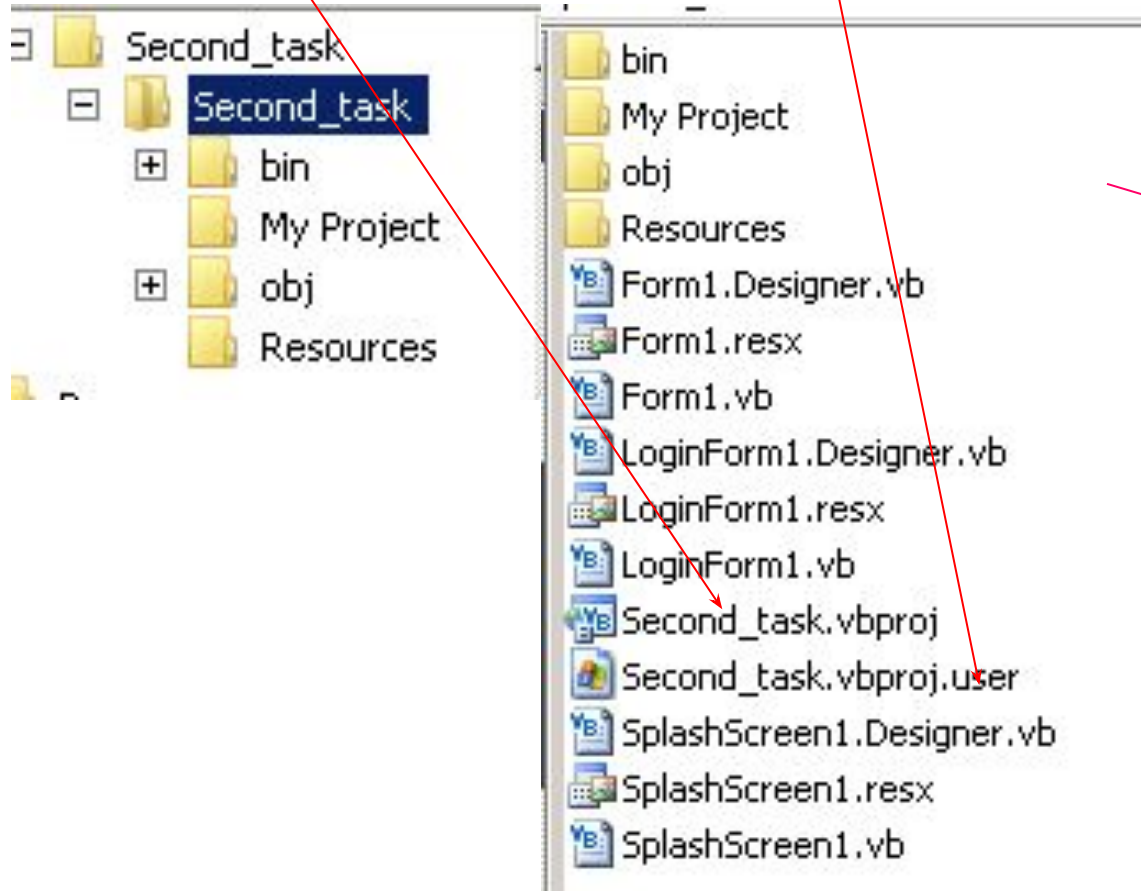 Second_task
Second_task
bin
My Project
obj
Resources
bin
My Project
obj
Resources
Form1.Designer.vb
Form1.resx
Form1.vb
LoginForm1.Designer.vb
LoginForm1.resx
LoginForm1.vb
Second_task.vbproj
Second_task.vbproj.user
SplashScreen1.Designer.vb
SplashScreen1.resx
SplashScreen1.vb